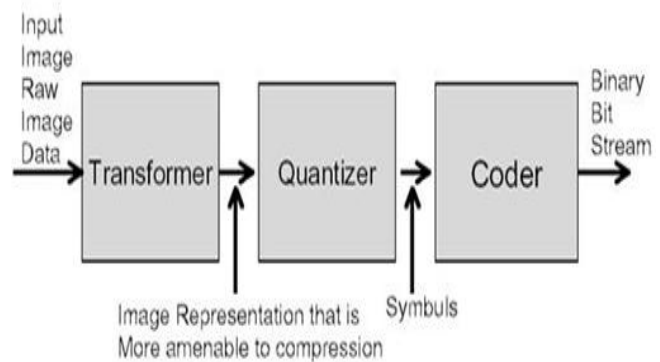 Input
Image
Raw
Image
Data
Transformer
Quantizer
Coder
Binary
Bit
Stream
Image Representation that is
More amenable to compression
Symbuls